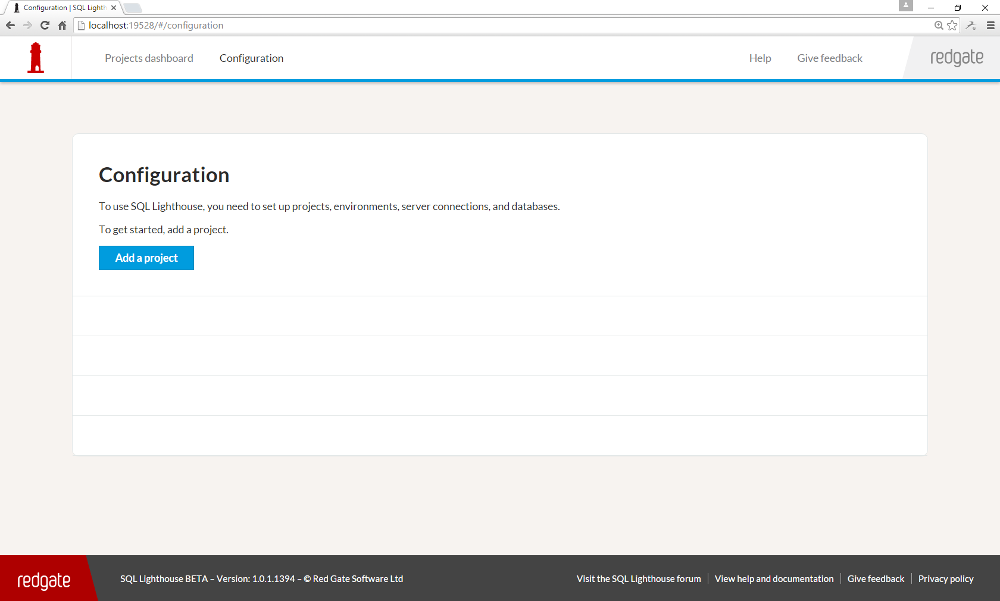 Configuration | SQL Lighth
localhost:19528/#/configuration
Projects dashboard
Configuration
Help
Give feedback
redgate
Configuration
To use SQL Lighthouse, you need to set up projects, environments, server connections, and databases.
To get started, add a project.
Add a project
redgate
SQL Lighthouse BETA – Version: 1.0.1.1394 – © Red Gate Software Ltd
Visit the SQL Lighthouse forum
View help and documentation
Give feedback
Privacy policy